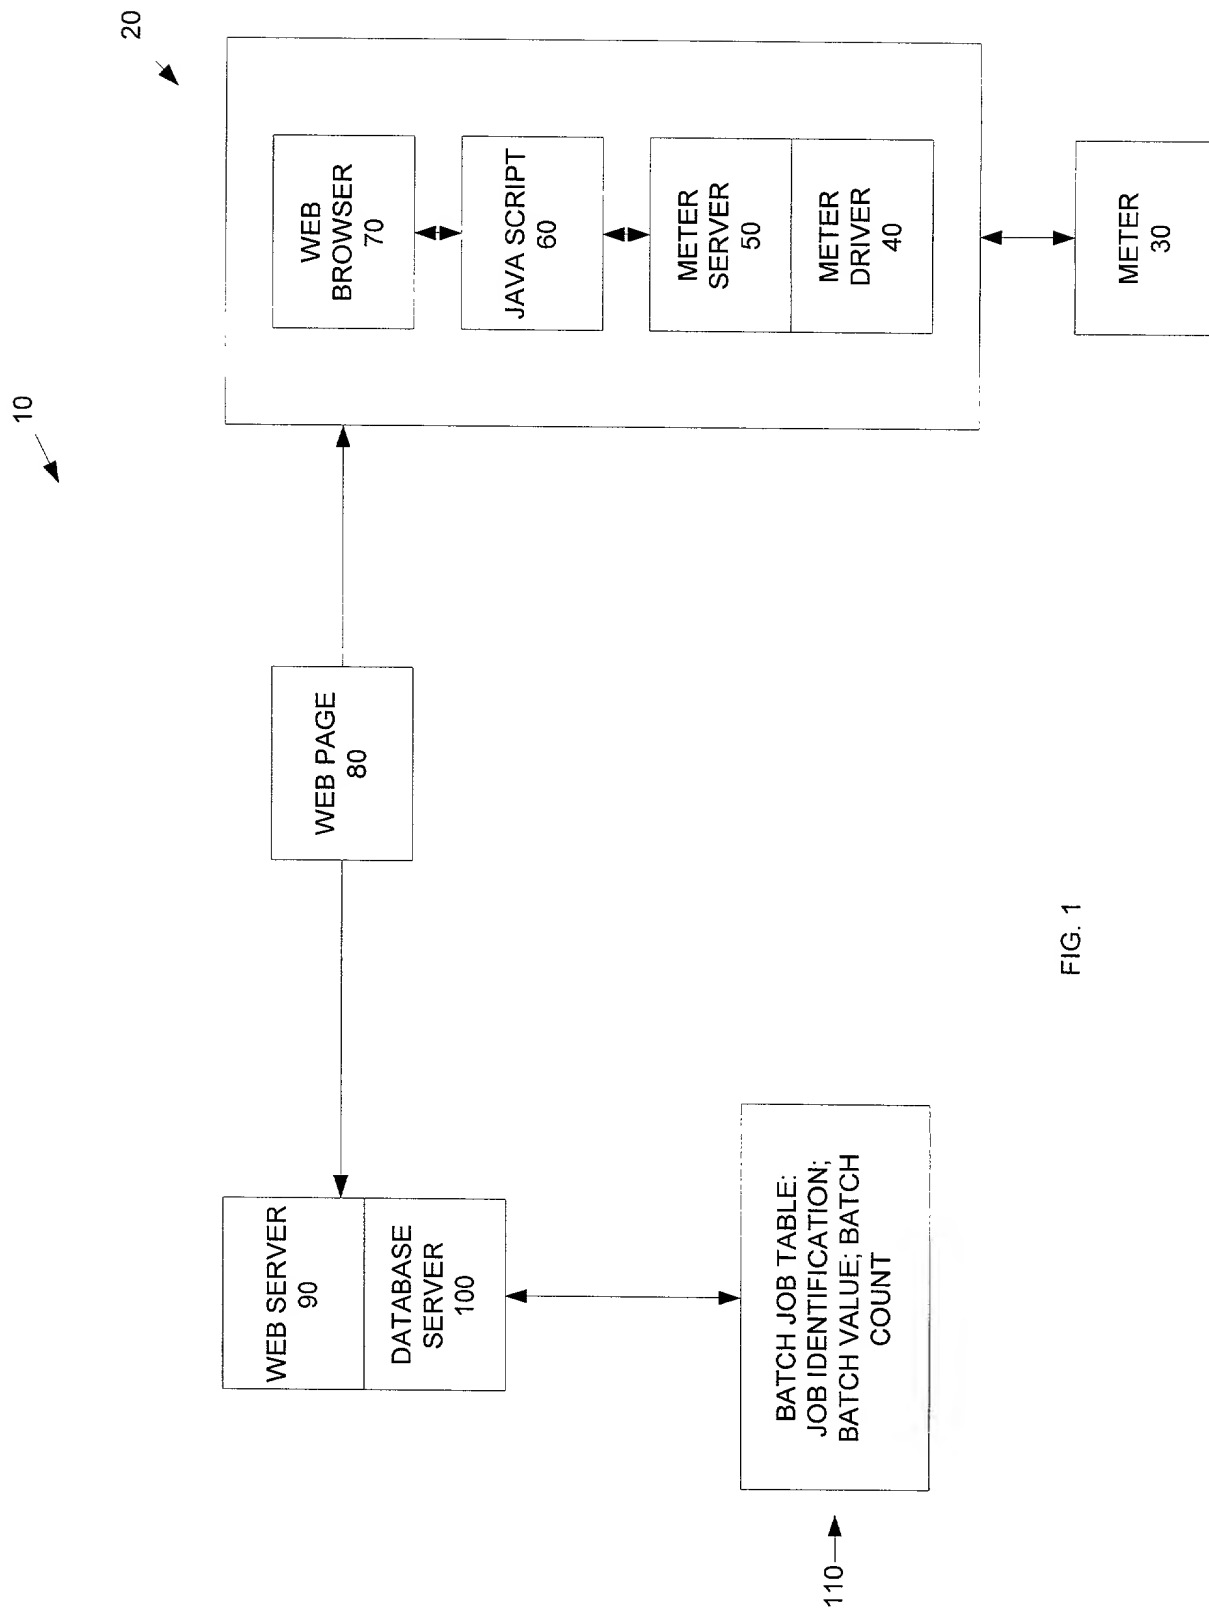 10
20
WEB SERVER
90
DATABASE
SERVER
100
WEB PAGE
80
WEB
BROWSER
70
JAVA SCRIPT
60
METER
SERVER
50
METER
DRIVER
40
METER
30
110
BATCH JOB TABLE:
JOB IDENTIFICATION;
BATCH VALUE; BATCH
COUNT
FIG. 1